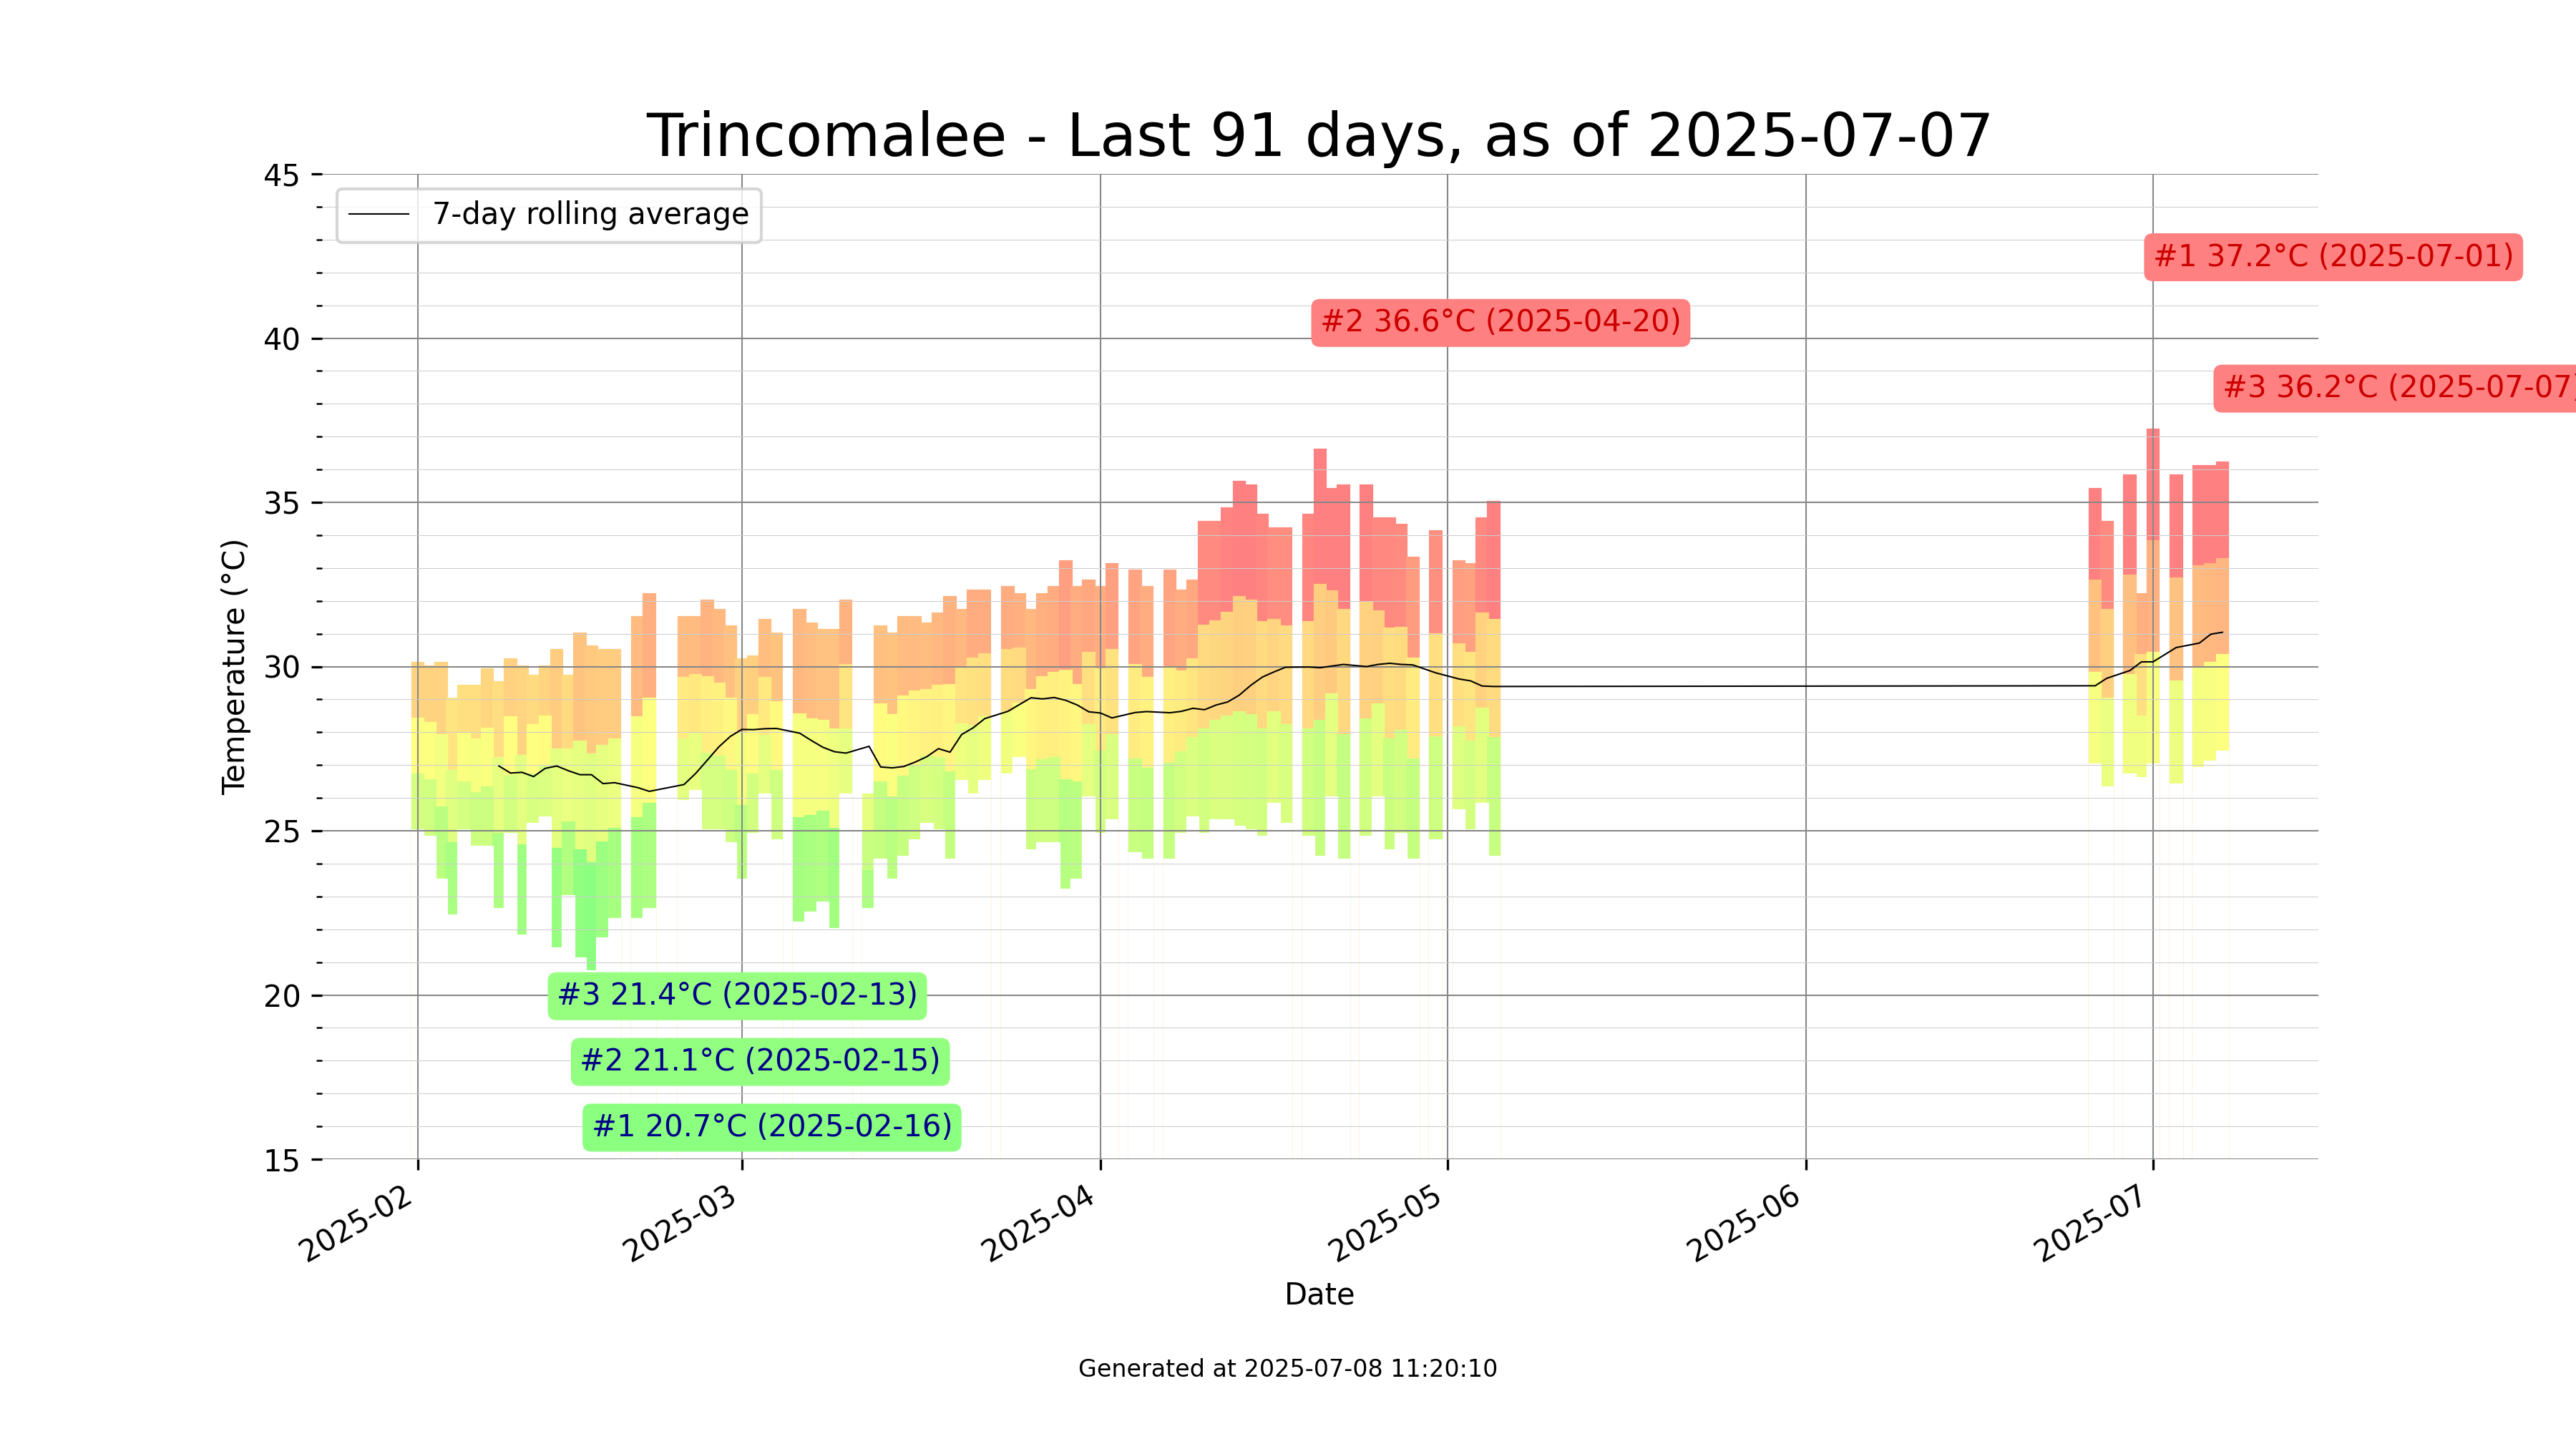 Trincomalee - Last 91 days, as of 2025-07-07
45
7-day rolling average
#1 37.2°C (2025-07-01)
#2 36.6°C (2025-04-20)
40
#3 36.2°C (2025-07-07)
35
30
Temperature (°C)
25
20
#3 21.4°C (2025-02-13)
#2 21.1°C (2025-02-15)
#1 20.7°C (2025-02-16)
15
2025-02
2025-03
2025-04
2025-05
2025-06
2025-07
Date
Generated at 2025-07-08 11:20:10